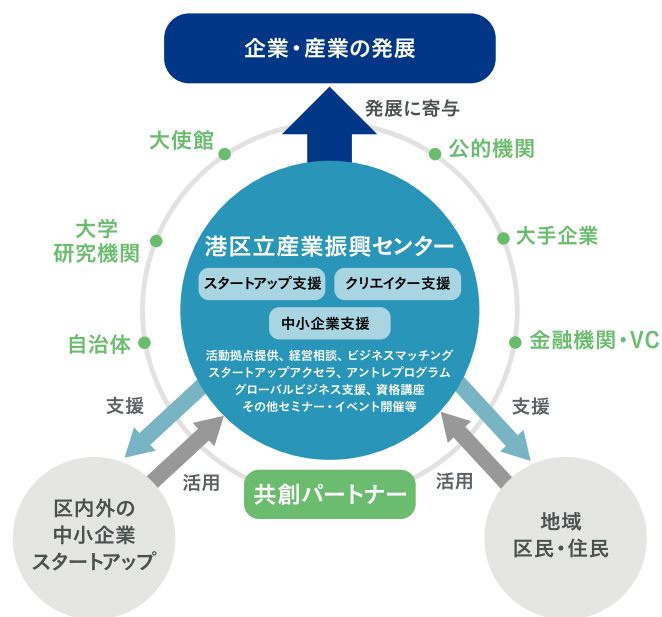 企業・産業の発展
発展に寄与
大使館
公的機関
大学
研究機関
大手企業
港区立産業振興センター
スタートアップ支援
クリエイター支援
中小企業支援
自治体
金融機関・VC
活動拠点提供、経営相談、ビジネスマッチング
スタートアップアクセラ、アントレプログラム
グローバルビジネス支援、資格講座
その他セミナー・イベント開催等
支援
支援
活用
活用
共創パートナー
区内外の
中小企業
スタートアップ
地域
区民・住民